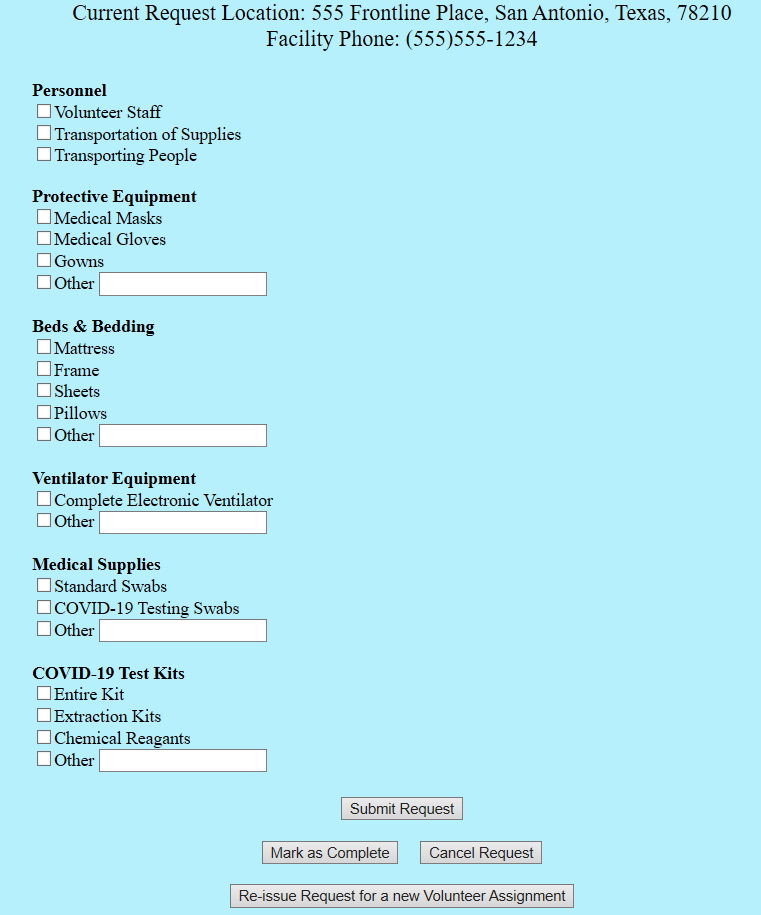 Current Request Location: 555 Frontline Place, San Antonio, Texas, 78210
Facility Phone: (555)555-1234
Personnel
Volunteer Staff
Transportation of Supplies
Transporting People
Protective Equipment
Medical Masks
Medical Gloves
Gowns
Other
Beds & Bedding
Mattress
Frame
Sheets
Pillows
Other
Ventilator Equipment
Complete Electronic Ventilator
Other
Medical Supplies
Standard Swabs
COVID-19 Testing Swabs
Other
COVID-19 Test Kits
Entire Kit
Extraction Kits
Chemical Reagants
Other
Submit Request
Mark as Complete Cancel Request
Re-issue Request for a new Volunteer Assignment